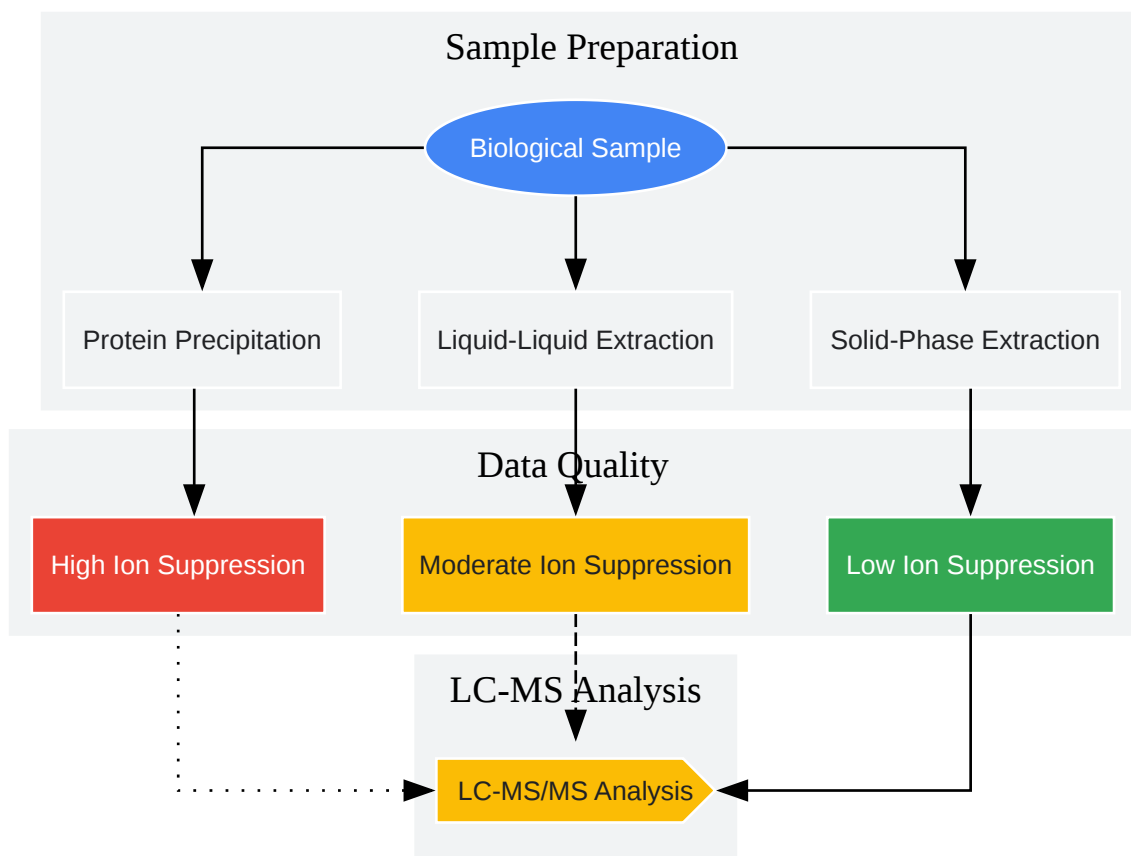 Sample Preparation
Biological Sample
Protein Precipitation
Liquid-Liquid Extraction
Solid-Phase Extraction
Data Quality
High Ion Suppression
Moderate Ion Suppression
Low Ion Suppression
LC-MS Analysis
LC-MS/MS Analysis